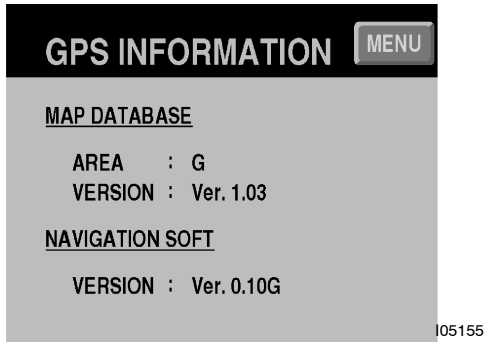 GPS INFORMATION MENU
MAP DATABASE
AREA : G
VERSION : Ver. 1.03
NAVIGATION SOFT
VERSION : Ver. 0.10G
I05155